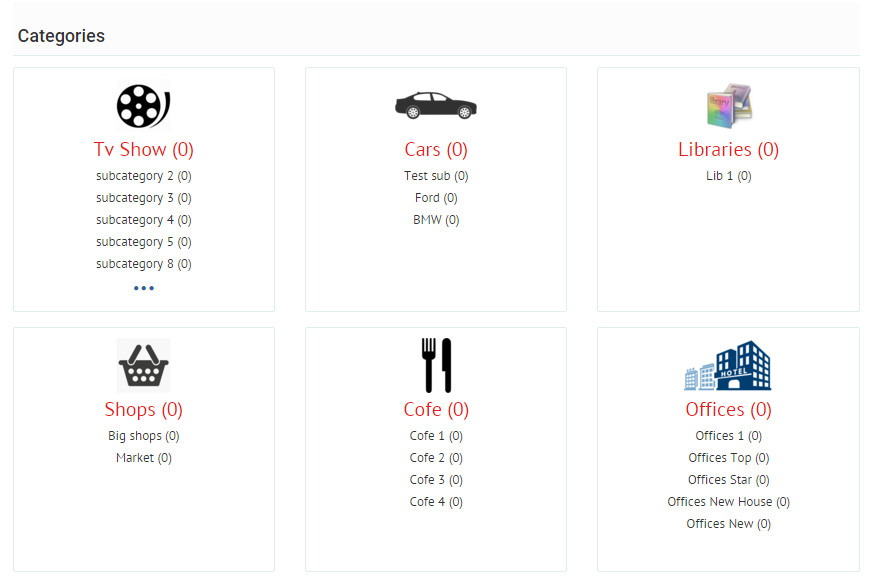 Categories
Tv Show (0)
subcategory 2 (0)
subcategory 3 (0)
subcategory 4 (0)
subcategory 5 (0)
subcategory 8 (0)
•••
Cars (0)
Test sub (0)
Ford (0)
BMW (0)
Library
Libraries (0)
Lib 1 (0)
Shops (0)
Big shops (0)
Market (0)
Cofe (0)
Cofe 1 (0)
Cofe 2 (0)
Cofe 3 (0)
Cofe 4 (0)
HOTEL
Offices (0)
Offices 1 (0)
Offices Top (0)
Offices Star (0)
Offices New House (0)
Offices New (0)